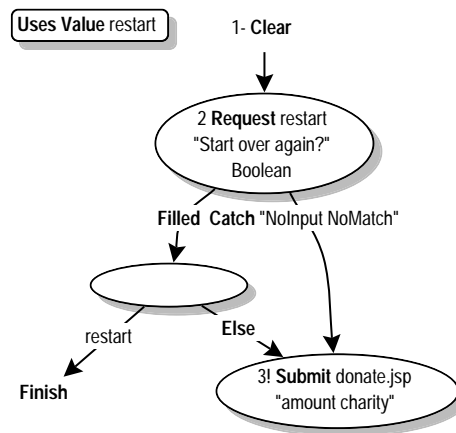 Uses Value restart
1- Clear
2 Request restart
"Start over again?"
Boolean
Filled Catch "NoInput NoMatch"
restart
Else
Finish
3! Submit donate.jsp
"amount charity"